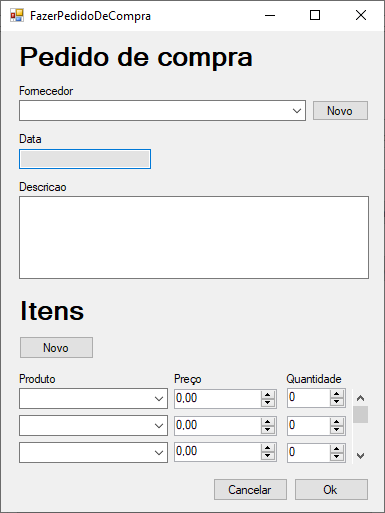 FazerPedidoDeCompra
Pedido de compra
Fornecedor
Novo
Data
Descricao
Itens
Novo
Produto Preço Quantidade
0,00 0
0,00 0
0,00 0
Cancelar Ok